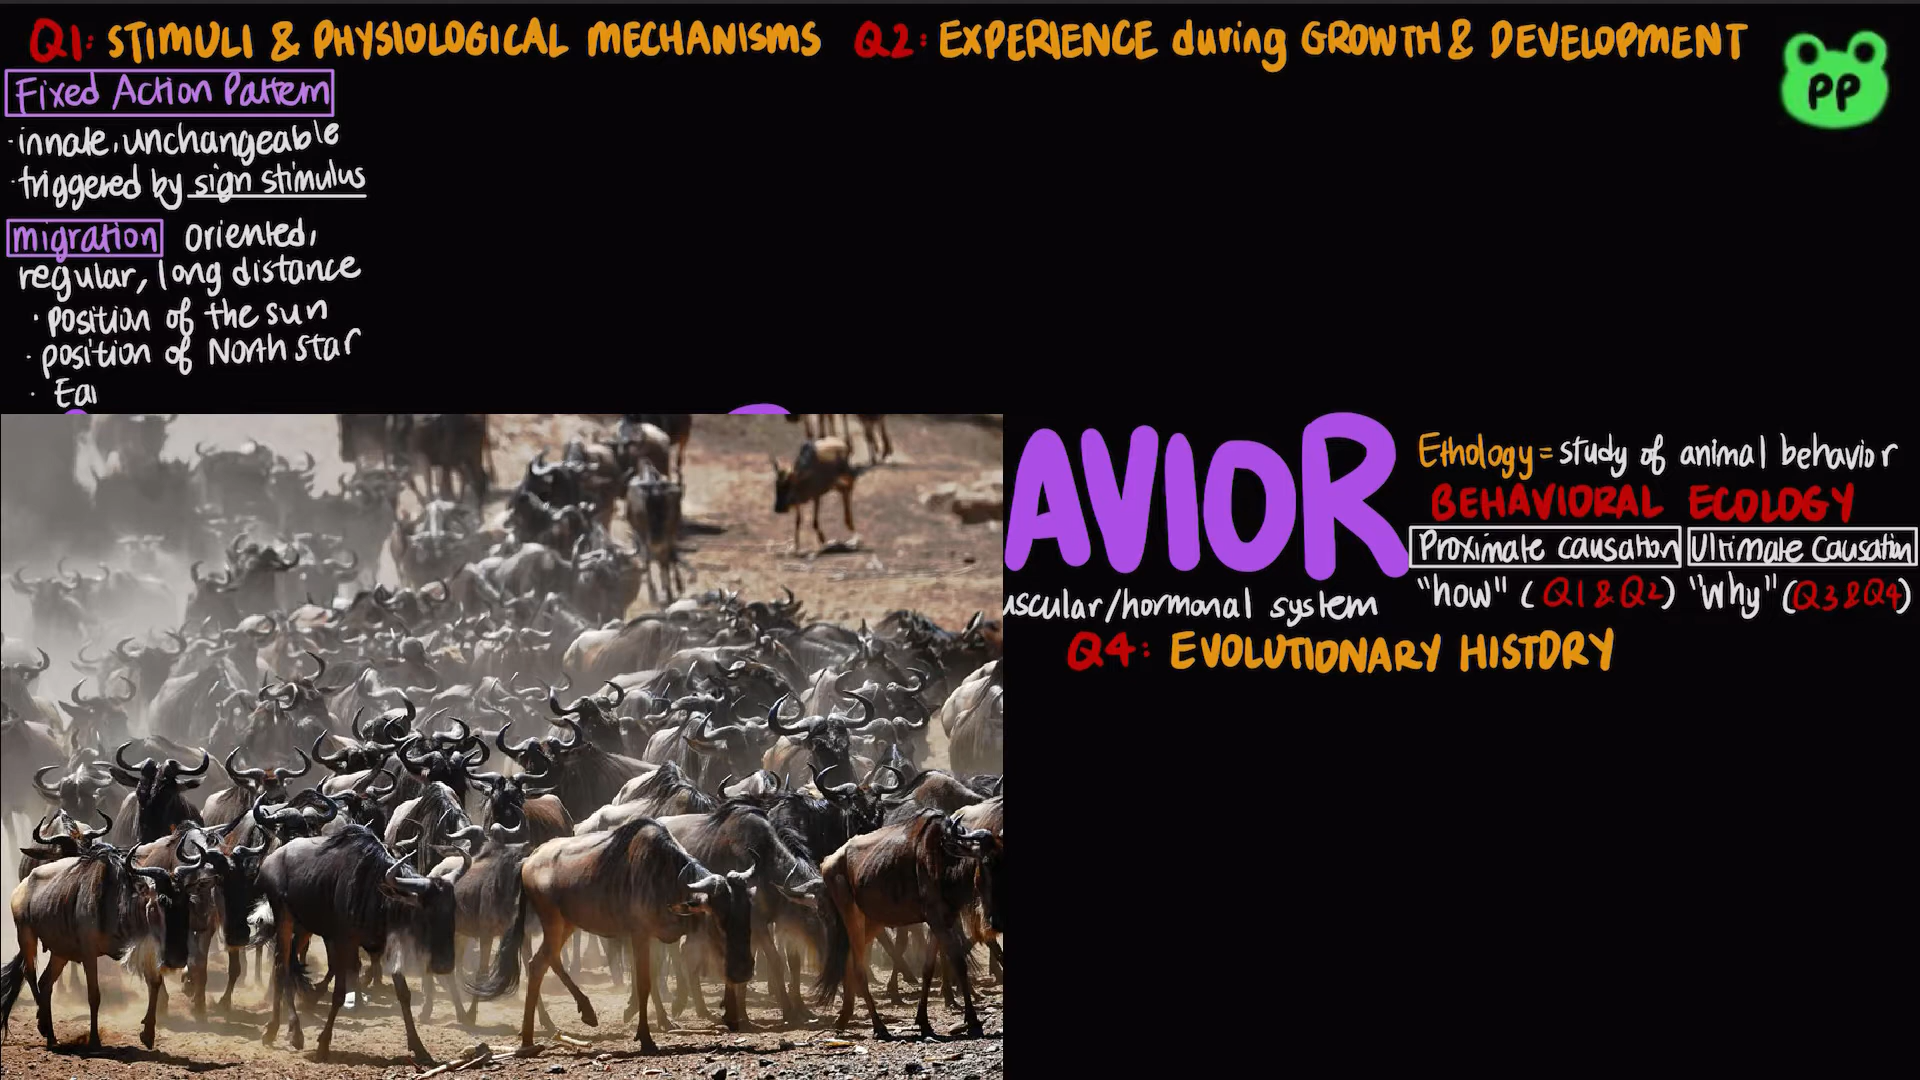 Q1: STIMULI & PHYSIOLOGICAL MECHANISMS
Q2: EXPERIENCE during GROWTH & DEVELOPMENT
PP
Fixed Action Pattern
· innate, unchangeable
· triggered by sign stimulus
migration oriented,
regular, long distance
· position of the sun
· position of North star
· Ear
AVIOR
uscular/hormonal system
Ethology = study of animal behavior
BEHAVIORAL ECOLOGY
Proximate causation Ultimate Causation
"how" (Q1 & Q2) "Why" (Q3 & Q4)
Q4: EVOLUTIONARY HISTORY